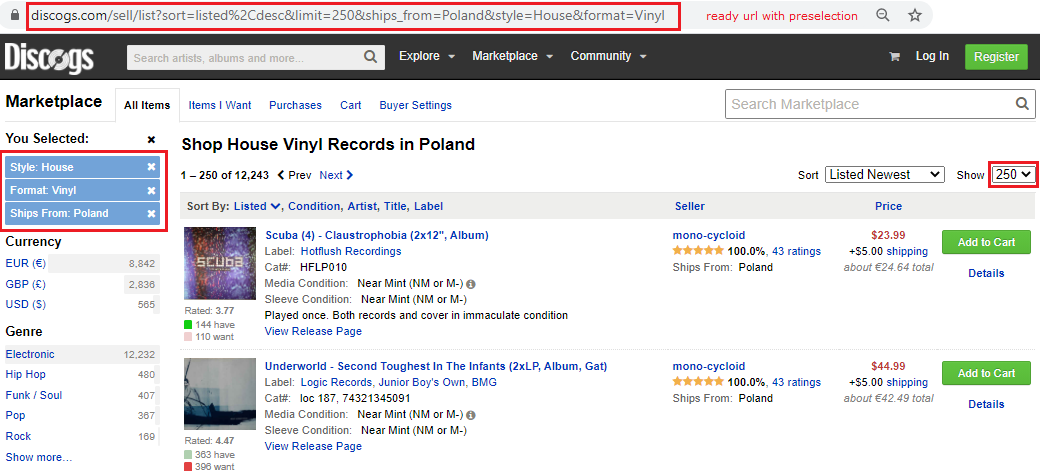 discogs.com/sell/list?sort=listed%2Cdesc&limit=250&ships_from=Poland&style=House&format=Vinyl
ready url with preselection
Discogs
Search artists, albums and more...
Explore
Marketplace
Community
Log In
Register
Marketplace
All Items
Items I Want
Purchases
Cart
Buyer Settings
Search Marketplace
You Selected:
Style: House
Format: Vinyl
Ships From: Poland
Currency
EUR (€) 8,842
GBP (£) 2,836
USD ($) 565
Genre
Electronic 12,232
Hip Hop 480
Funk / Soul 407
Pop 367
Rock 169
Show more...
Shop House Vinyl Records in Poland
1 – 250 of 12,243 Prev Next
Sort Listed Newest Show 250
Sort By: Listed , Condition, Artist, Title, Label
Seller
Price
scuba
Rated: 3.77
144 have
110 want
Scuba (4) - Claustrophobia (2x12", Album)
Label: Hotflush Recordings
Cat#: HFLP010
Media Condition: Near Mint (NM or M-)
Sleeve Condition: Near Mint (NM or M-)
Played once. Both records and cover in immaculate condition
View Release Page
mono-cycloid
100.0%, 43 ratings
Ships From: Poland
$23.99
+$5.00 shipping
about €24.64 total
Add to Cart
Details
Rated: 4.47
363 have
396 want
Underworld - Second Toughest In The Infants (2xLP, Album, Gat)
Label: Logic Records, Junior Boy's Own, BMG
Cat#: loc 187, 74321345091
Media Condition: Near Mint (NM or M-)
Sleeve Condition: Near Mint (NM or M-)
View Release Page
mono-cycloid
100.0%, 43 ratings
Ships From: Poland
$44.99
+$5.00 shipping
about €42.49 total
Add to Cart
Details